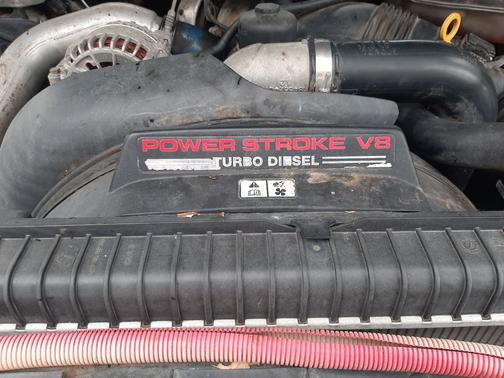 POWER STROKE V8
TURBO DIESEL